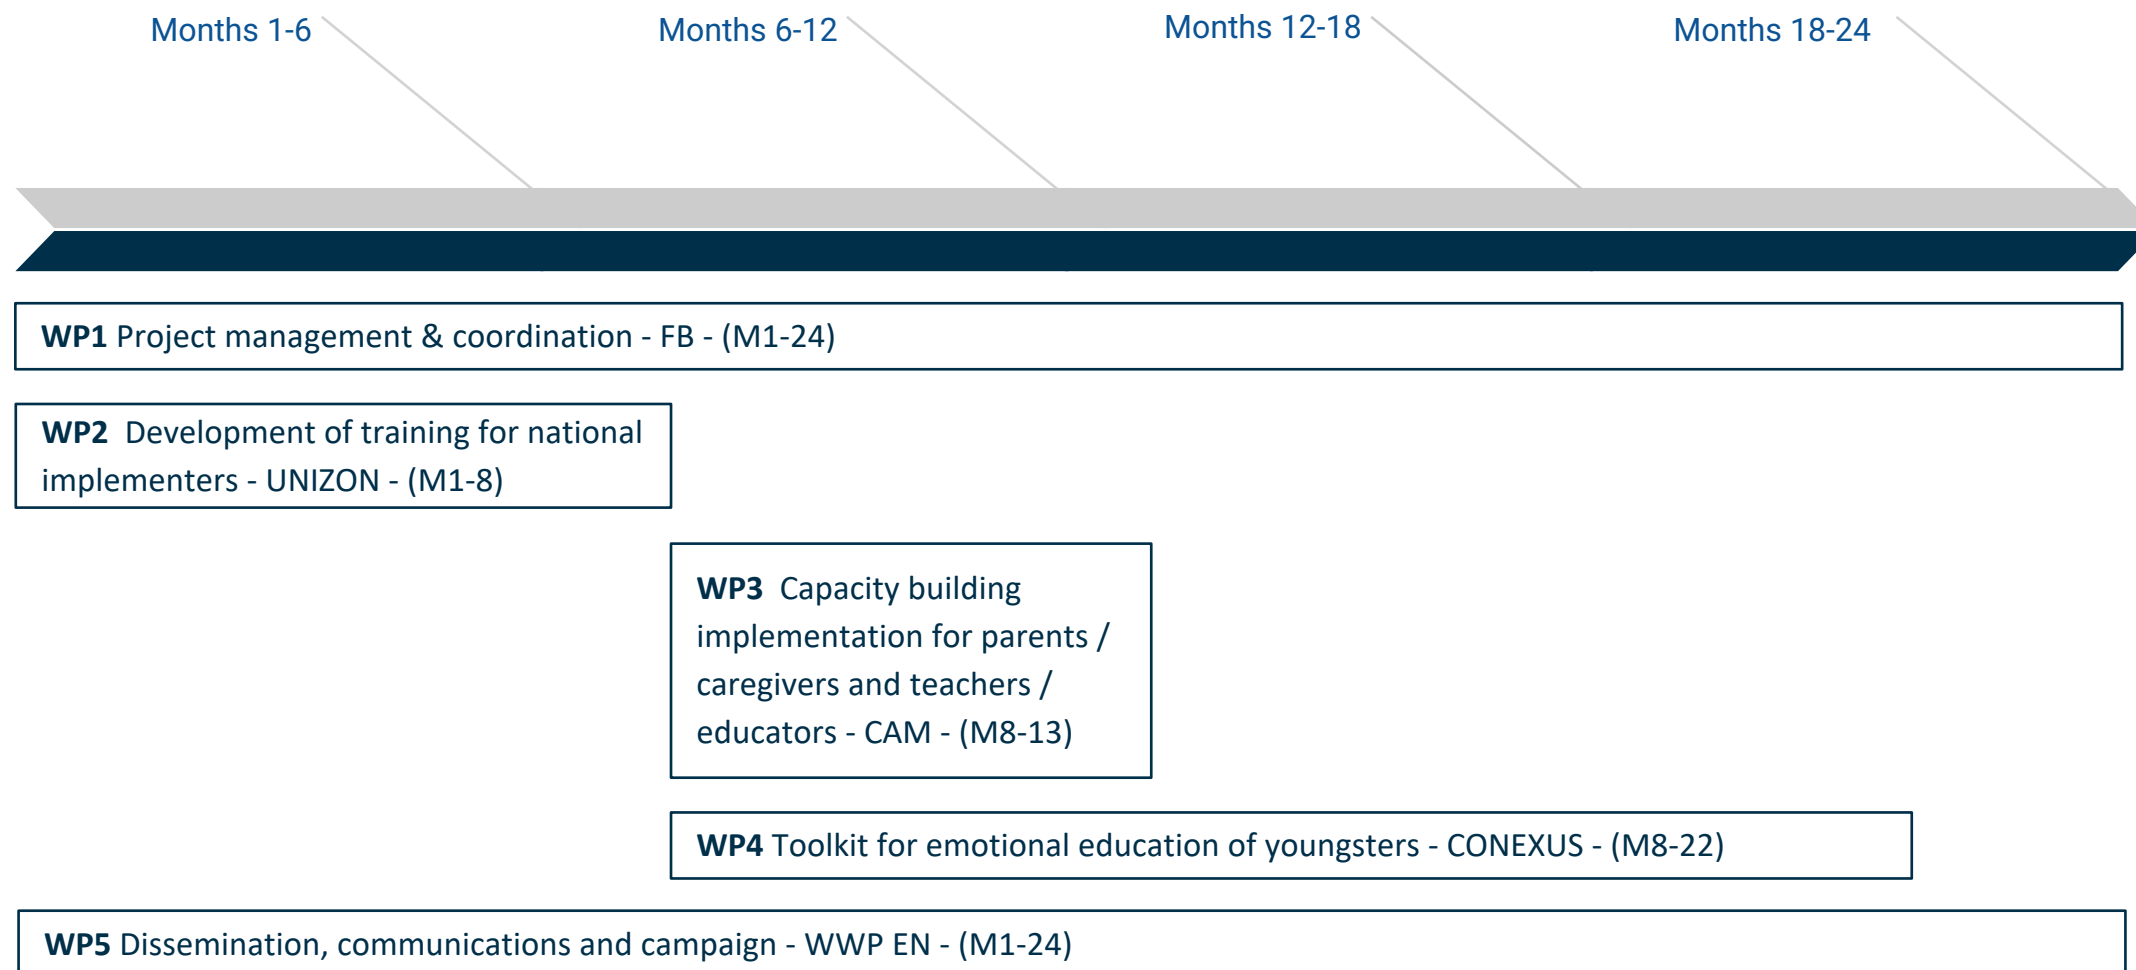 Months 1-6
Months 6-12
Months 12-18
Months 18-24
WP1 Project management & coordination - FB - (M1-24)
WP2 Development of training for national
implementers - UNIZON - (M1-8)
WP3 Capacity building
implementation for parents /
caregivers and teachers /
educators - CAM - (M8-13)
WP4 Toolkit for emotional education of youngsters - CONEXUS - (M8-22)
WP5 Dissemination, communications and campaign - WWP EN - (M1-24)